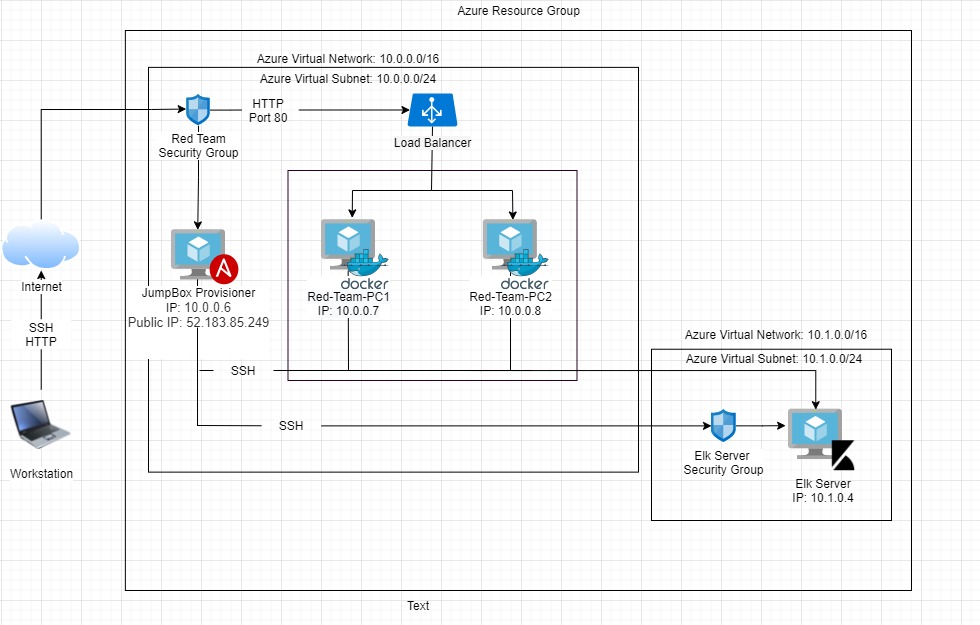 Azure Resource Group
Azure Virtual Network: 10.0.0.0/16
Azure Virtual Subnet: 10.0.0.0/24
HTTP
Port 80
Red Team
Security Group
Load Balancer
docker
docker
JumpBox Provisioner
IP: 10.0.0.6
Public IP: 52.183.85.249
Red-Team-PC1
IP: 10.0.0.7
Red-Team-PC2
IP: 10.0.0.8
Internet
SSH
HTTP
Azure Virtual Network: 10.1.0.0/16
Azure Virtual Subnet: 10.1.0.0/24
SSH
SSH
Elk Server
Security Group
Elk Server
IP: 10.1.0.4
Workstation
Text